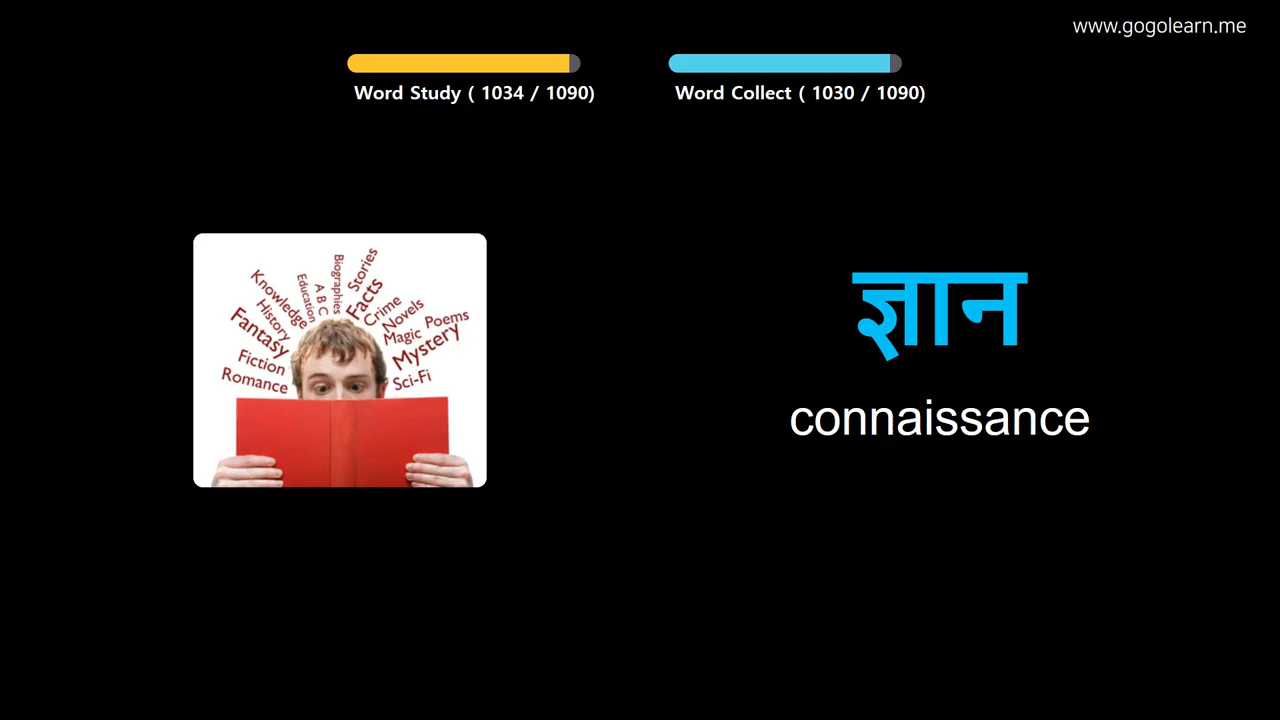 www.gogolearn.me
Word Study ( 1034 / 1090)
Word Collect ( 1030 / 1090)
Knowledge
History
Fantasy
Fiction
Romance
Education
A B C
Biographies
Stories
Facts
Crime
Novels
Magic
Poems
Mystery
Sci-Fi
ज्ञान
connaissance